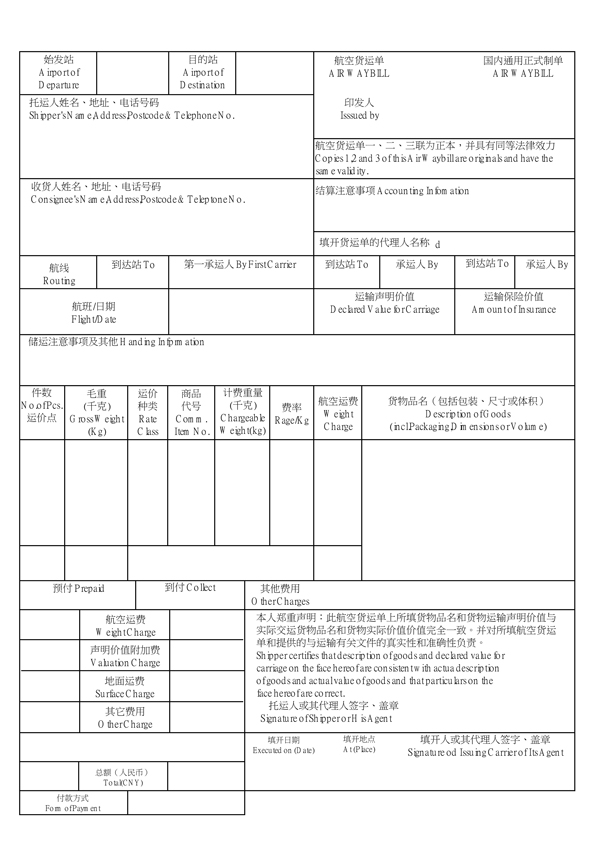 始发站
Airport of
Departure
目的站
Airport of
Destination
航空货运单
AIR WAYBILL
国内通用正式制单
AIR WAYBILL
托运人姓名、地址、电话号码
Shipper's Name,Address,Postcode & Telephone No.
印发人
Isssued by
航空货运单一、二、三联为正本，并具有同等法律效力
Copies 1,2 and 3 of this Air Waybill are originals and have the
same validity.
收货人姓名、地址、电话号码
Consignee's Name,Address,Postcode & Teleptone No.
结算注意事项 Accounting Infomation
填开货运单的代理人名称 d
航线
Routing
到达站 To
第一承运人 By First Carrier
到达站 To
承运人 By
到达站 To
承运人 By
航班/日期
Flight/Date
运输声明价值
Declared Value for Carriage
运输保险价值
Amount of Insurance
储运注意事项及其他 Handing Infpmation
件数
No.of Pcs.
运价点
毛重
(千克)
Gross Weight
(Kg)
运价
种类
Rate
Class
商品
代号
Comm.
Item No.
计费重量
(千克)
Chargeable
Weight(kg)
费率
Rage/Kg
航空运费
Weight
Charge
货物品名（包括包装、尺寸或体积）
Description of Goods
(incl.Packaging,Dimensions or Volume)
预付 Prepaid
到付 Collect
其他费用
Other Charges
航空运费
Weight Charge
声明价值附加费
Valuation Charge
地面运费
Surface Charge
其它费用
Other Charge
本人郑重声明：此航空货运单上所填货物品名和货物运输声明价值与
实际交运货物品名和货物实际价值价值完全一致。并对所填航空货运
单和提供的与运输有关文件的真实性和准确性负责。
Shipper certifies that description of goods and declared value for
carriage on the face hereof are consistent with actua description
of goods and actual value of goods and that particulars on the
face hereof are correct.
托运人或其代理人签字、盖章
Signature of Shipper or His Agent
填开日期
Executed on (Date)
填开地点
At (Place)
填开人或其代理人签字、盖章
Signature od Issuing Carrier of Its Agent
总额（人民币）
Total(CNY)
付款方式
Form of Payment